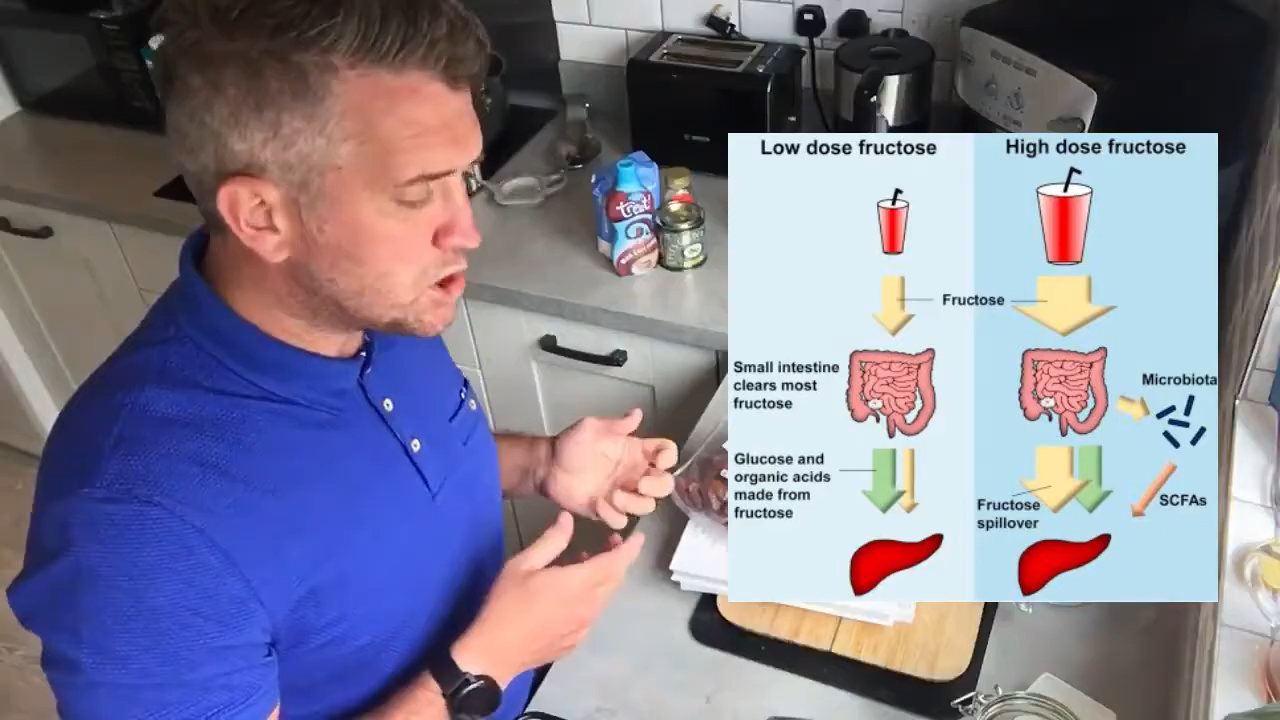 Low dose fructose
High dose fructose
Fructose
Small intestine
clears most
fructose
Microbiota
Glucose and
organic acids
made from
fructose
Fructose
spillover
SCFAs
treat